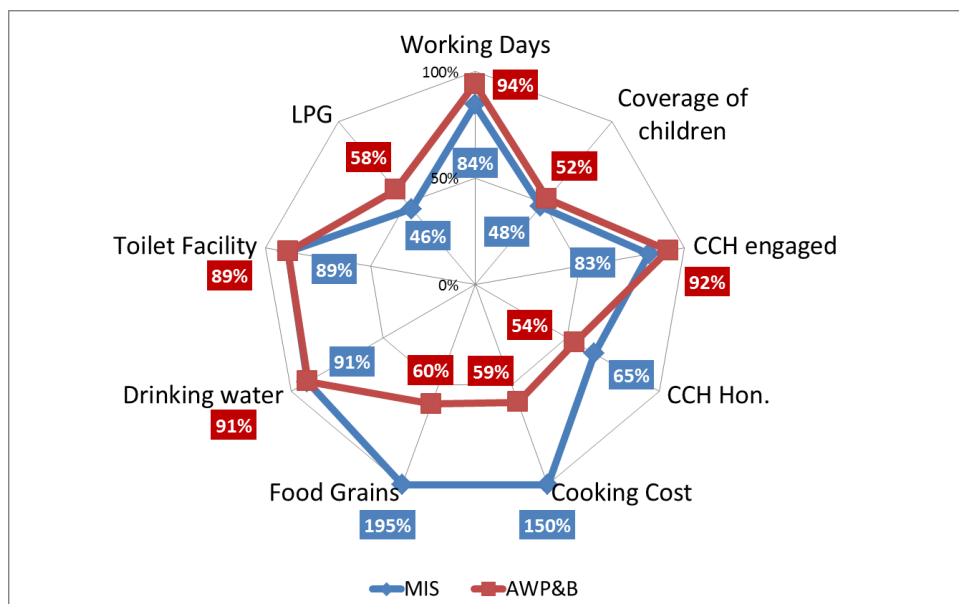 Working Days
100%
94%
Coverage of
children
LPG
58%
52%
84%
50%
48%
46%
Toilet Facility
89%
89%
CCH engaged
83%
92%
0%
54%
65%
CCH Hon.
91%
60%
59%
Drinking water
91%
Food Grains
195%
Cooking Cost
150%
MIS
AWP&B